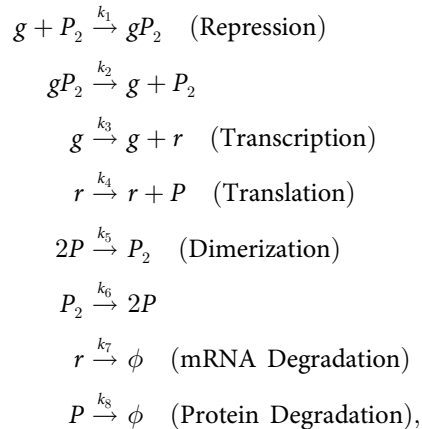 g + P₂ →k₁ gP₂ (Repression)
gP₂ →k₂ g + P₂
g →k₃ g + r (Transcription)
r →k₄ r + P (Translation)
2P →k₅ P₂ (Dimerization)
P₂ →k₆ 2P
r →k₇ ϕ (mRNA Degradation)
P →k₈ ϕ (Protein Degradation),